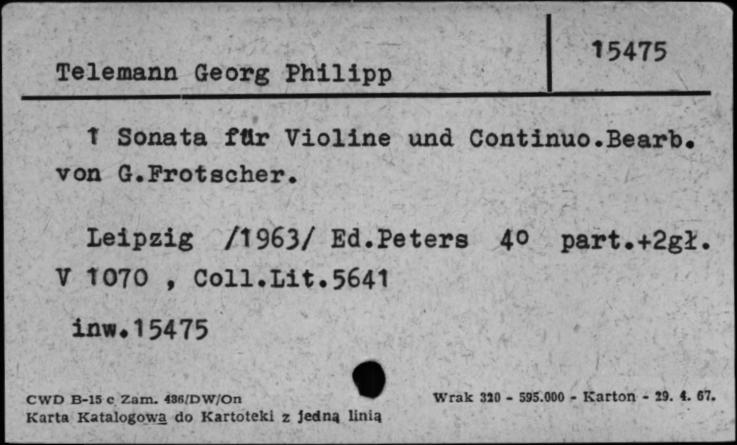 Telemann Georg Philipp 15475
1 Sonata für Violine und Continuo.Bearb.
von G.Frotscher.
Leipzig /1963/ Ed.Peters 4º part.+2gł.
V 1070 , Coll.Lit.5641
inw.15475
CWD B-15 c Zam. 436/DW/On Wrak 320 - 595.000 - Karton - 29. 4. 67.
Karta Katalogowa do Kartoteki z jedną linią